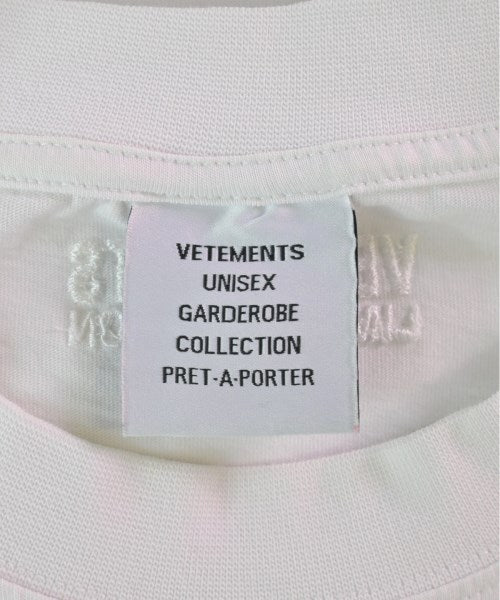 VETEMENTS
UNISEX
GARDEROBE
COLLECTION
PRET-A-PORTER